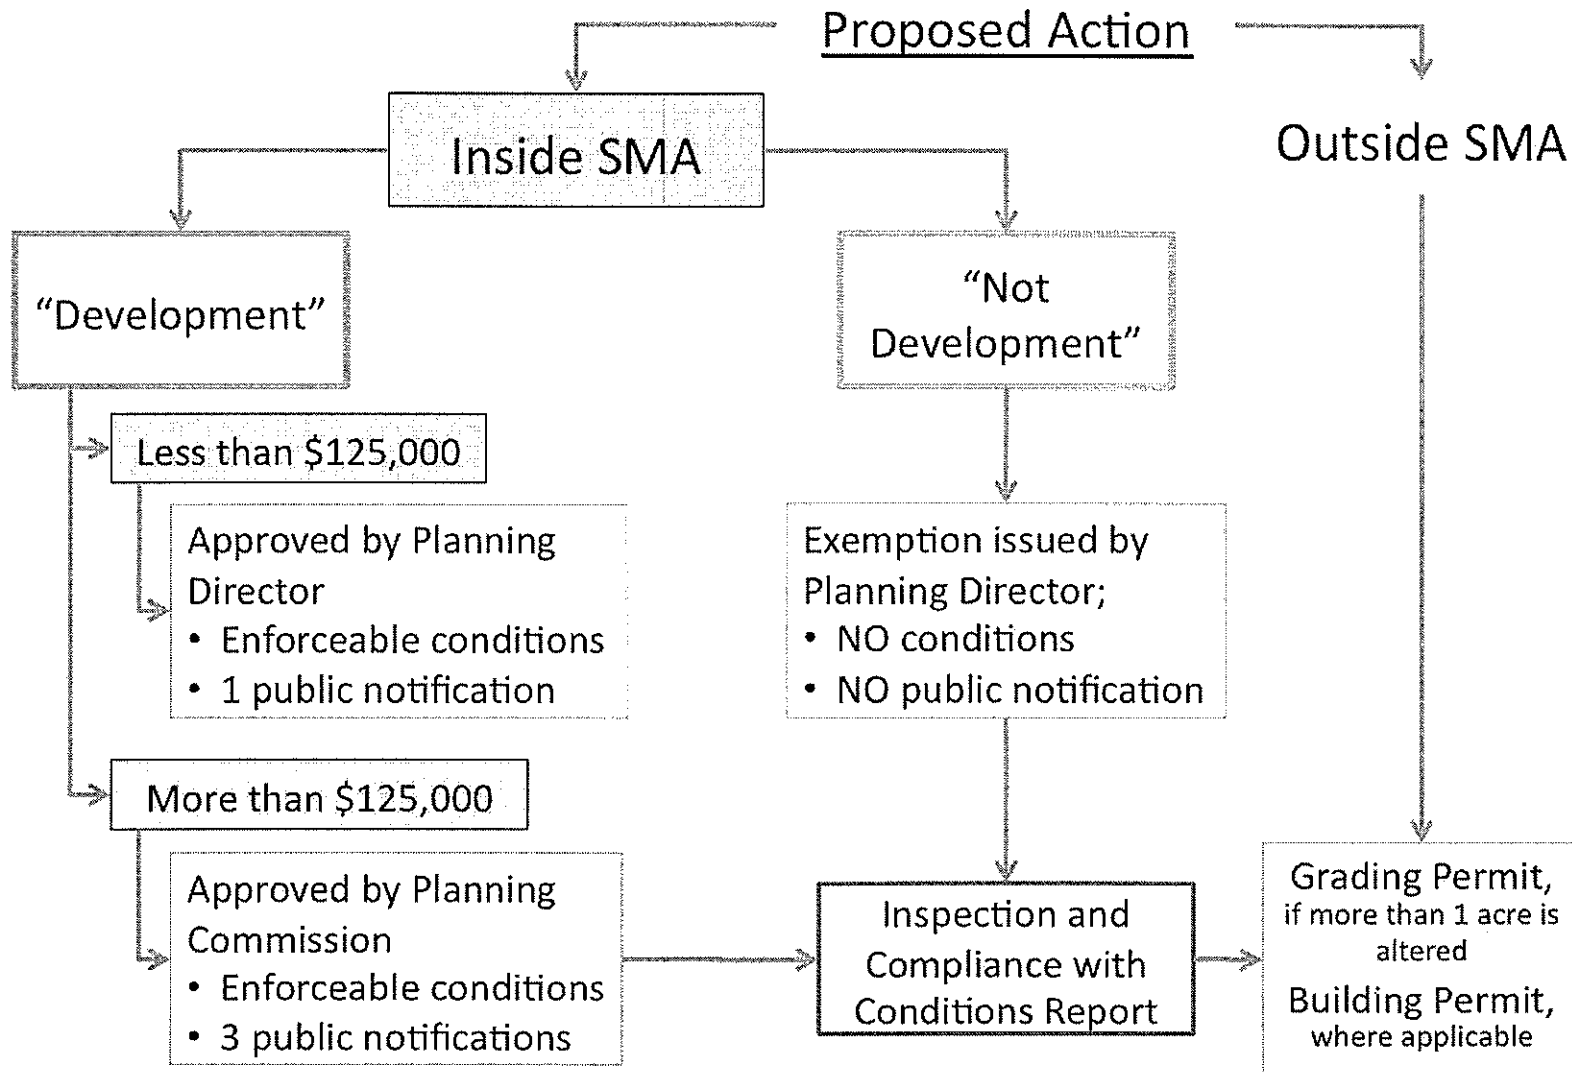 Proposed Action
Inside SMA
Outside SMA
“Development”
“Not
Development”
Less than $125,000
Approved by Planning
Director
• Enforceable conditions
• 1 public notification
Exemption issued by
Planning Director;
• NO conditions
• NO public notification
More than $125,000
Approved by Planning
Commission
• Enforceable conditions
• 3 public notifications
Inspection and
Compliance with
Conditions Report
Grading Permit,
if more than 1 acre is
altered
Building Permit,
where applicable